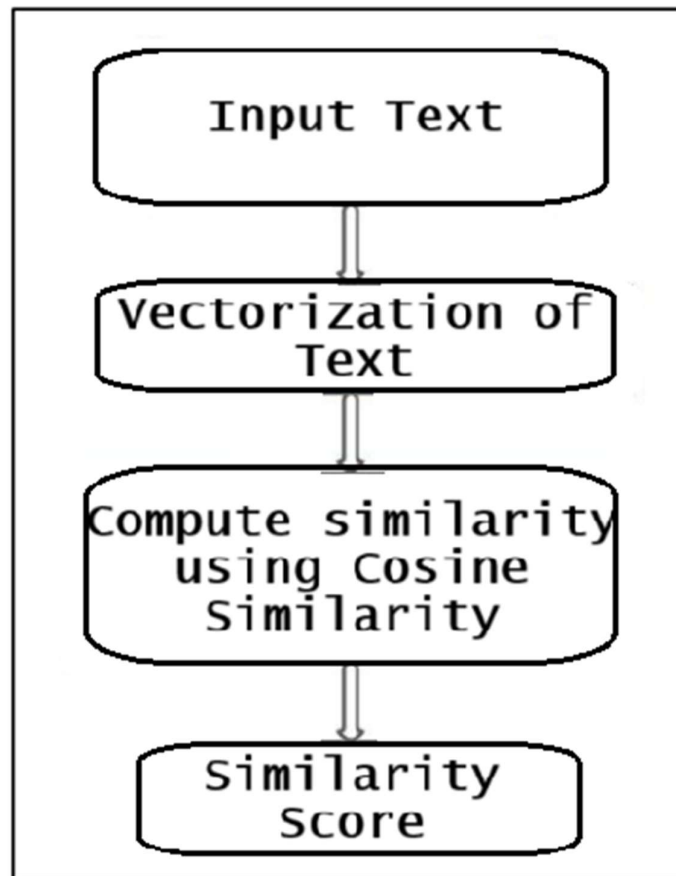 Input Text
Vectorization of
Text
Compute similarity
using Cosine
Similarity
Similarity
Score